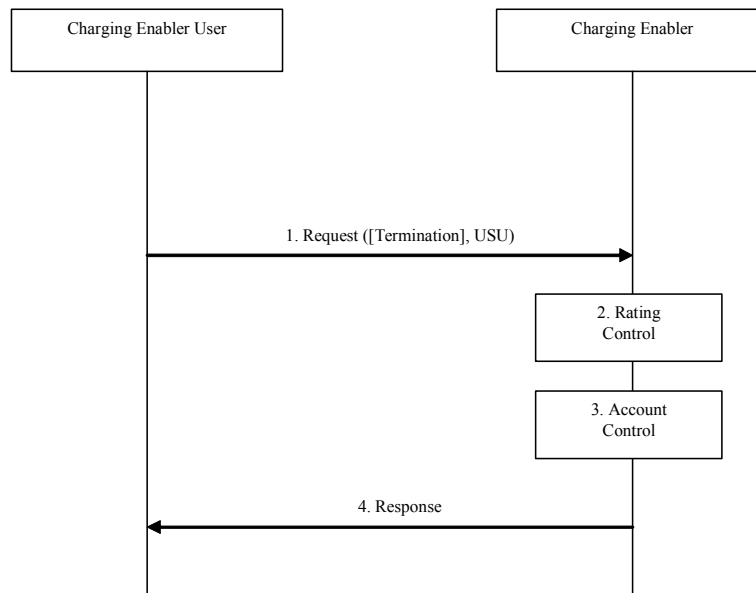 Charging Enabler User
Charging Enabler
1. Request ([Termination], USU)
2. Rating
Control
3. Account
Control
4. Response